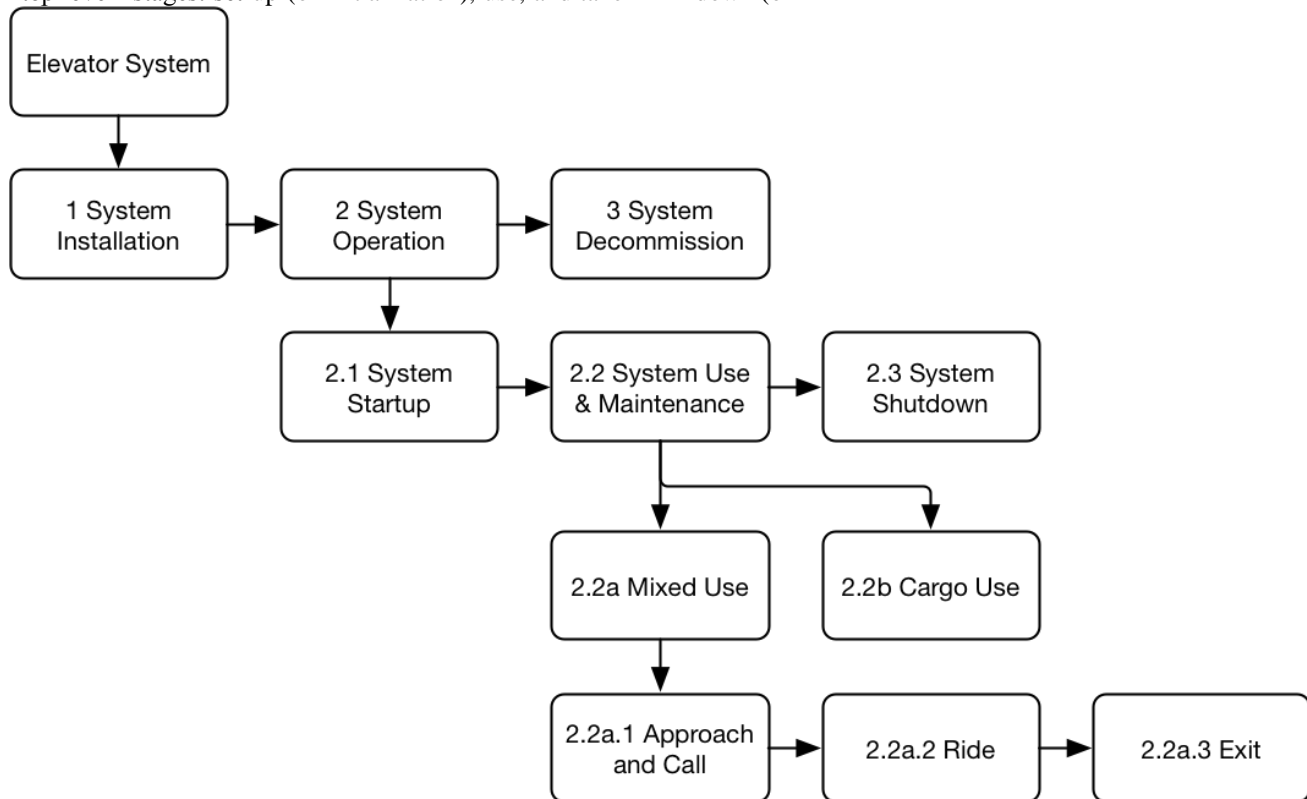 Elevator System
1 System
Installation
2 System
Operation
3 System
Decommission
2.1 System
Startup
2.2 System Use
& Maintenance
2.3 System
Shutdown
2.2a Mixed Use
2.2b Cargo Use
2.2a.1 Approach
and Call
2.2a.2 Ride
2.2a.3 Exit